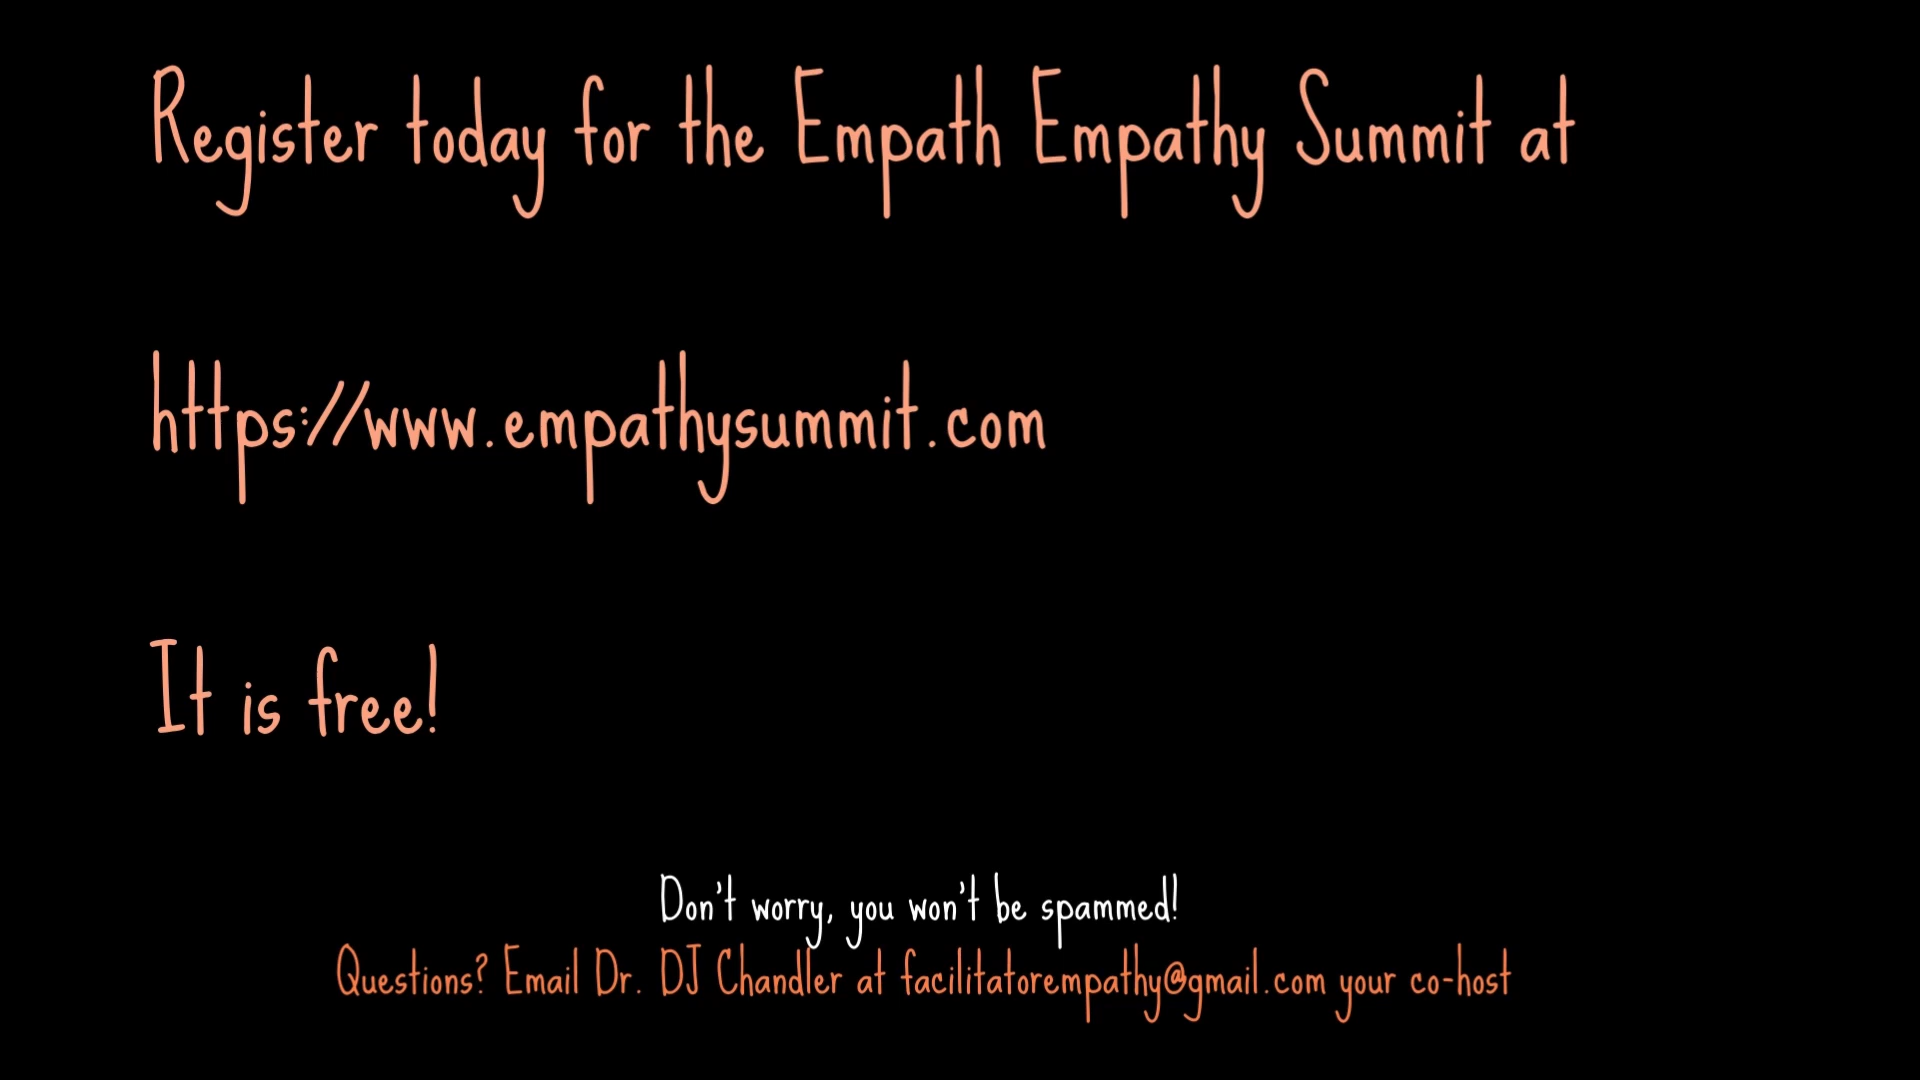 Register today for the Empath Empathy Summit at
https://www.empathysummit.com
It is free!
Don't worry, you won't be spammed!
Questions? Email Dr. DJ Chandler at facilitatorempathy@gmail.com your co-host